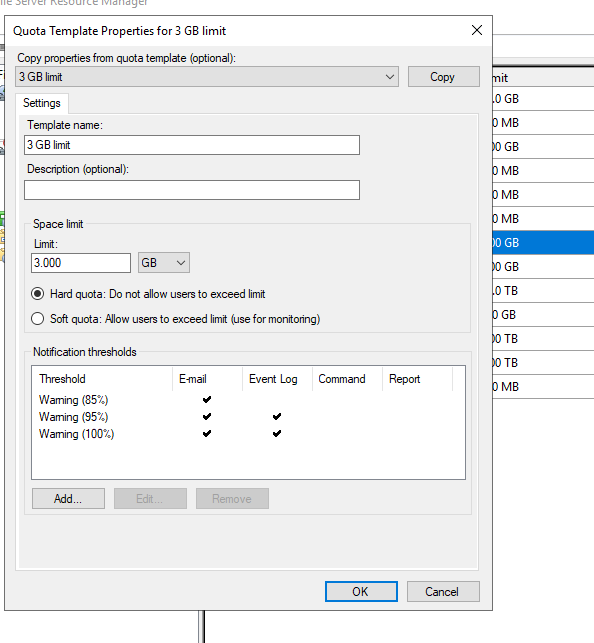 File Server Resource Manager
Quota Template Properties for 3 GB limit
Copy properties from quota template (optional):
3 GB limit
Copy
Settings
Template name:
3 GB limit
Description (optional):
Space limit
Limit:
3.000
GB
Hard quota: Do not allow users to exceed limit
Soft quota: Allow users to exceed limit (use for monitoring)
Notification thresholds
Threshold E-mail Event Log Command Report
Warning (85%)
Warning (95%)
Warning (100%)
Add... Edit... Remove
OK Cancel
mit
.0 GB
0 MB
00 GB
0 MB
0 MB
0 MB
00 GB
00 GB
.0 TB
0 GB
00 TB
00 TB
0 MB